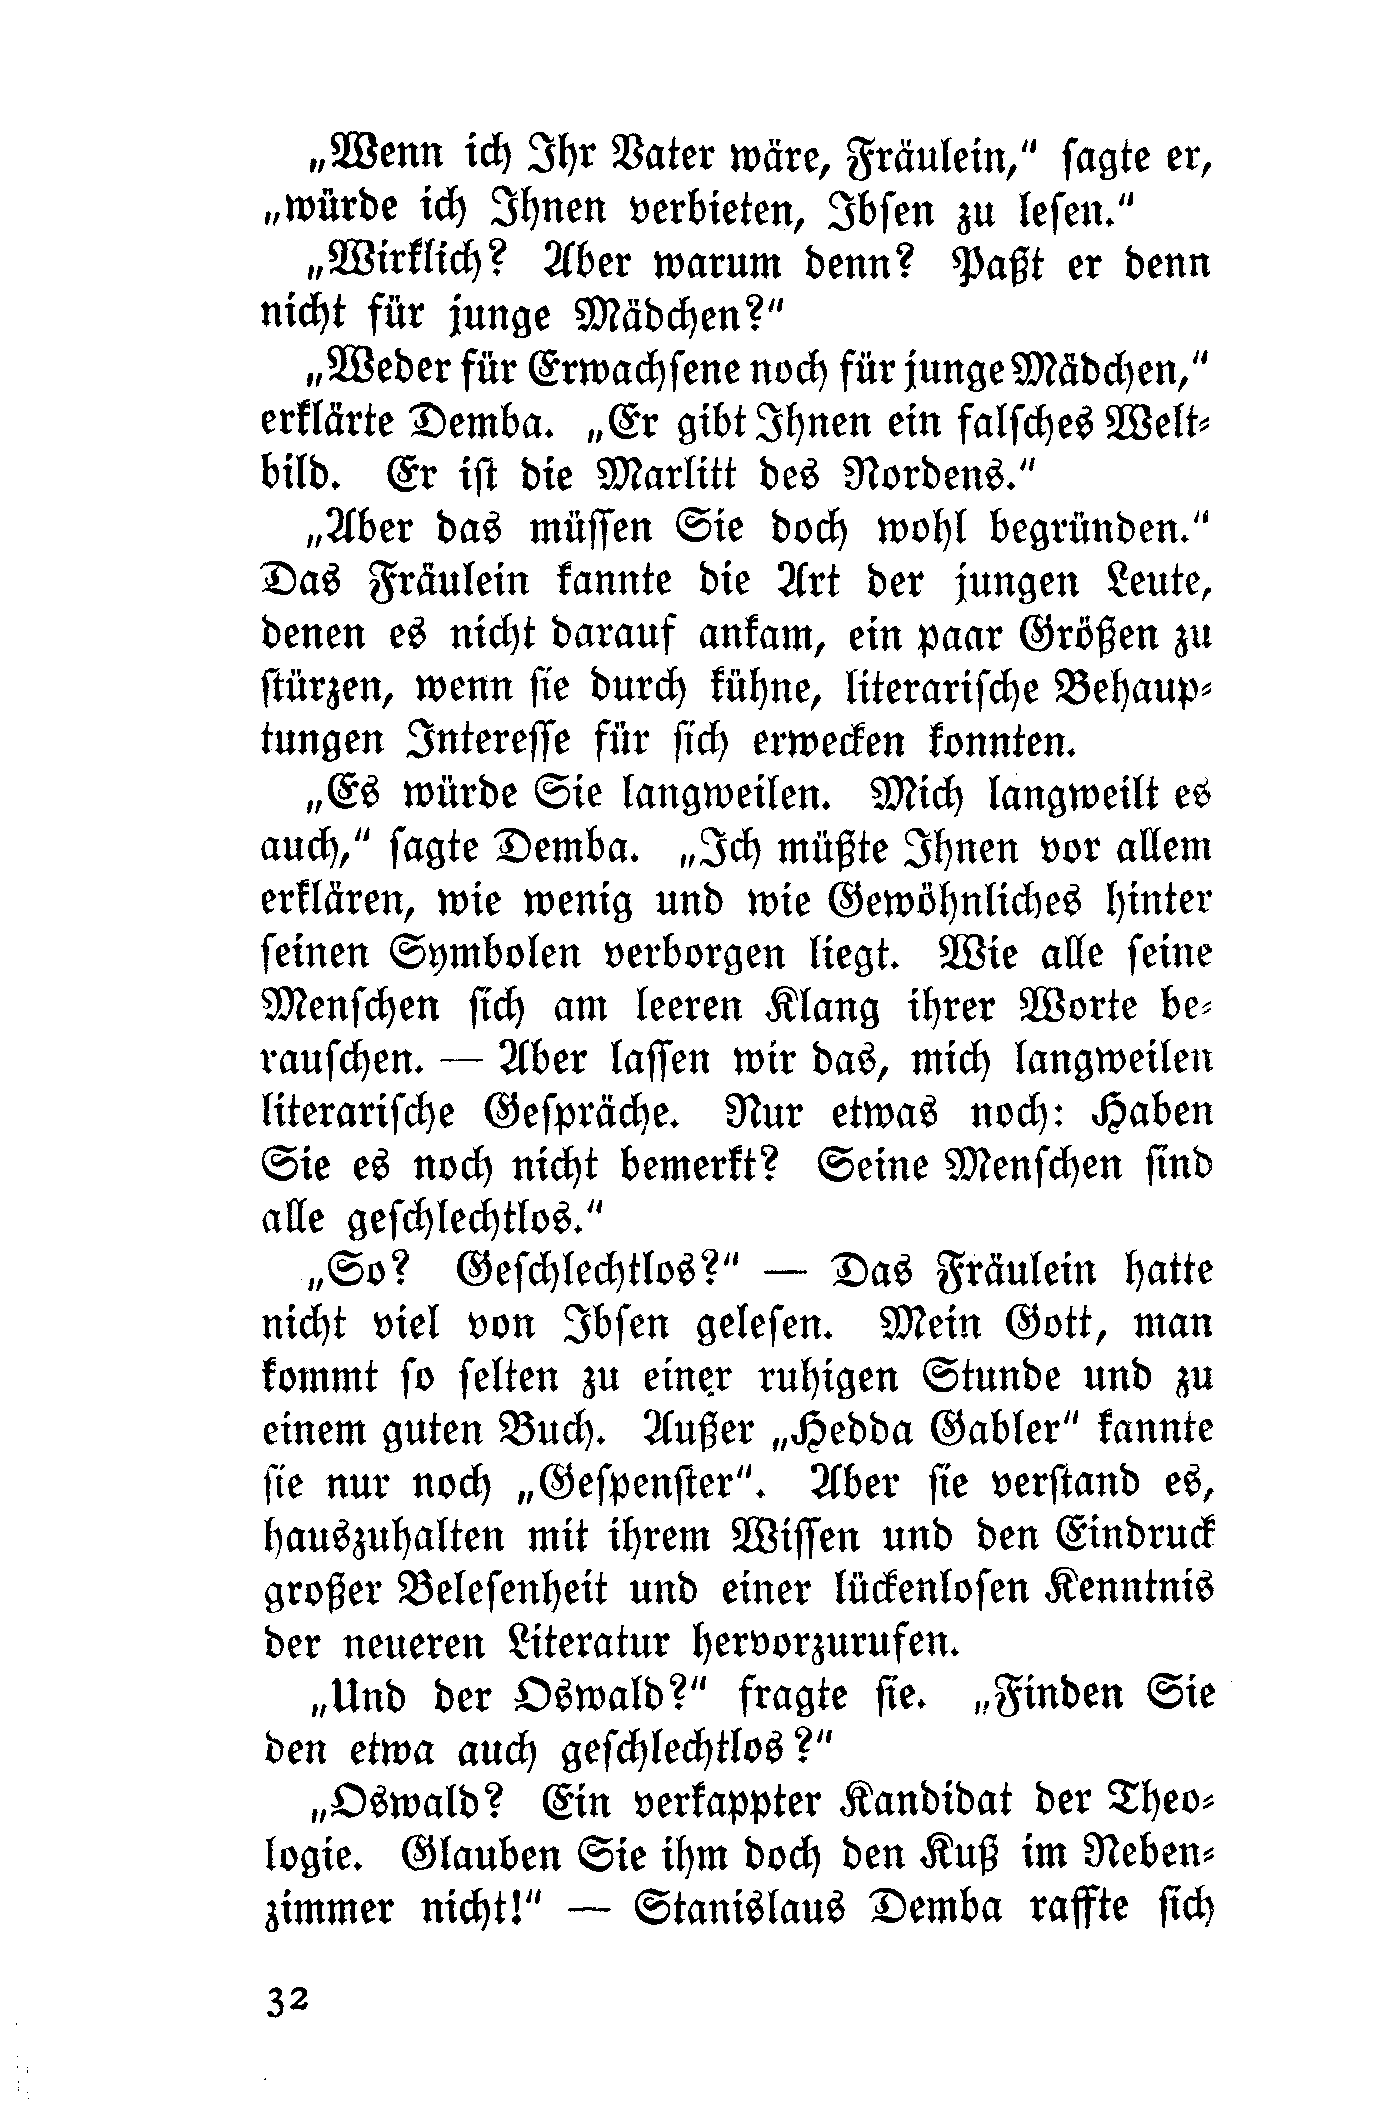 „Wenn ich Ihr Vater wäre, Fräulein,“ sagte er,
„würde ich Ihnen verbieten, Ibsen zu lesen.“
„Wirklich? Aber warum denn? Paßt er denn
nicht für junge Mädchen?“
„Weder für Erwachsene noch für junge Mädchen,“
erklärte Demba. „Er gibt Ihnen ein falsches Welt-
bild. Er ist die Marlitt des Nordens.“
„Aber das müssen Sie doch wohl begründen.“
Das Fräulein kannte die Art der jungen Leute,
denen es nicht darauf ankam, ein paar Größen zu
stürzen, wenn sie durch kühne, literarische Behaup-
tungen Interesse für sich erwecken konnten.
„Es würde Sie langweilen. Mich langweilt es
auch,“ sagte Demba. „Ich müßte Ihnen vor allem
erklären, wie wenig und wie Gewöhnliches hinter
seinen Symbolen verborgen liegt. Wie alle seine
Menschen sich am leeren Klang ihrer Worte be-
rauschen. — Aber lassen wir das, mich langweilen
literarische Gespräche. Nur etwas noch: Haben
Sie es noch nicht bemerkt? Seine Menschen sind
alle geschlechtlos.“
„So? Geschlechtlos?“ — Das Fräulein hatte
nicht viel von Ibsen gelesen. Mein Gott, man
kommt so selten zu einer ruhigen Stunde und zu
einem guten Buch. Außer „Hedda Gabler“ kannte
sie nur noch „Gespenster“. Aber sie verstand es,
hauszuhalten mit ihrem Wissen und den Eindruck
großer Belesenheit und einer lückenlosen Kenntnis
der neueren Literatur hervorzurufen.
„Und der Oswald?“ fragte sie. „Finden Sie
den etwa auch geschlechtlos?“
„Oswald? Ein verkappter Kandidat der Theo-
logie. Glauben Sie ihm doch den Kuß im Neben-
zimmer nicht!“ — Stanislaus Demba raffte sich
32